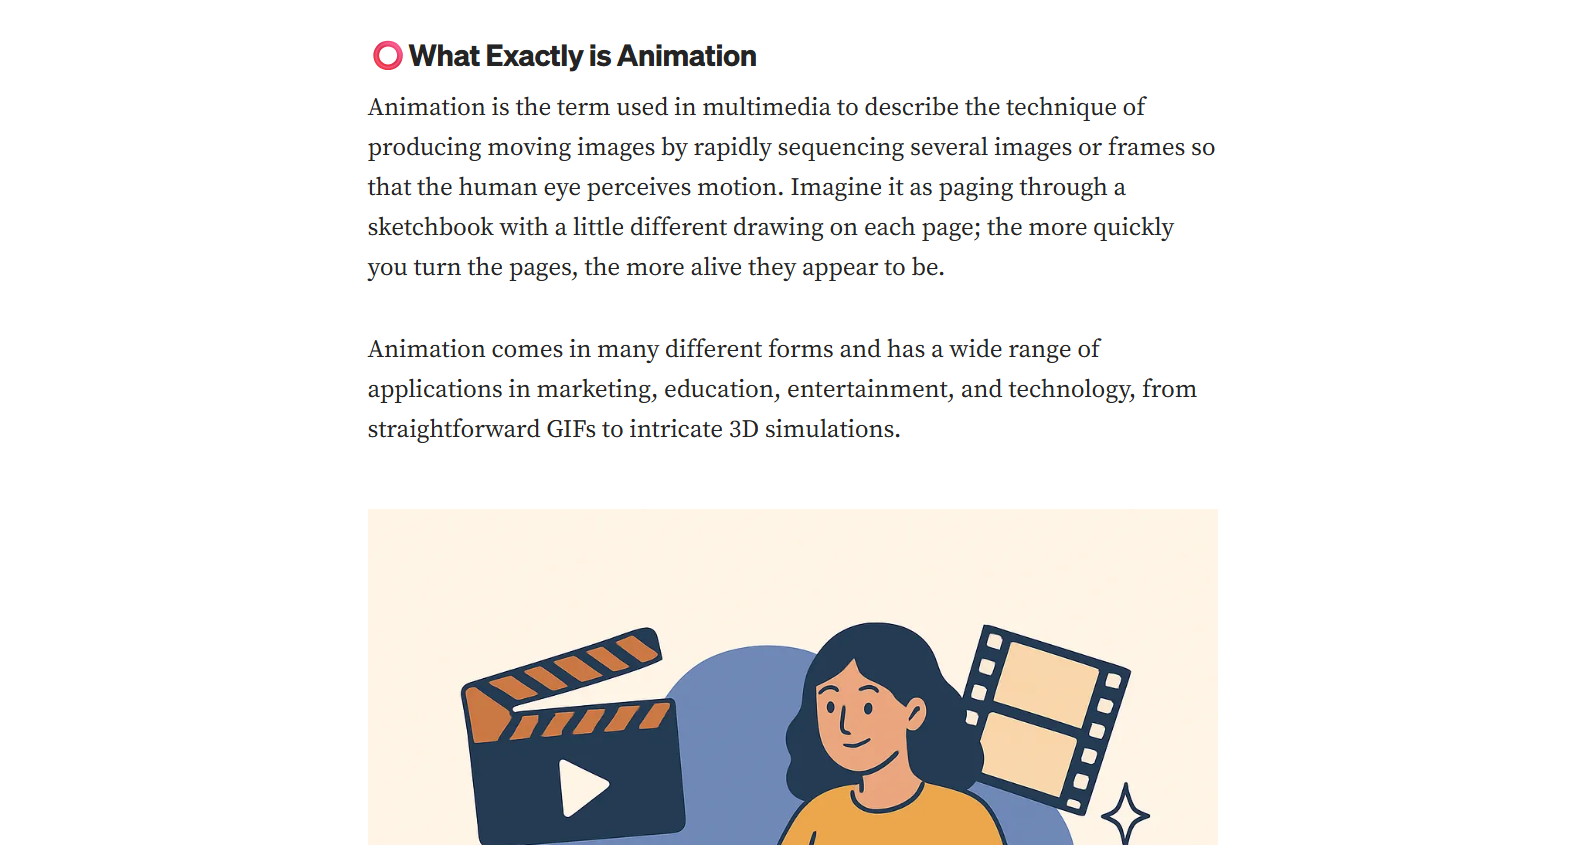 ⭕ What Exactly is Animation
Animation is the term used in multimedia to describe the technique of
producing moving images by rapidly sequencing several images or frames so
that the human eye perceives motion. Imagine it as paging through a
sketchbook with a little different drawing on each page; the more quickly
you turn the pages, the more alive they appear to be.
Animation comes in many different forms and has a wide range of
applications in marketing, education, entertainment, and technology, from
straightforward GIFs to intricate 3D simulations.